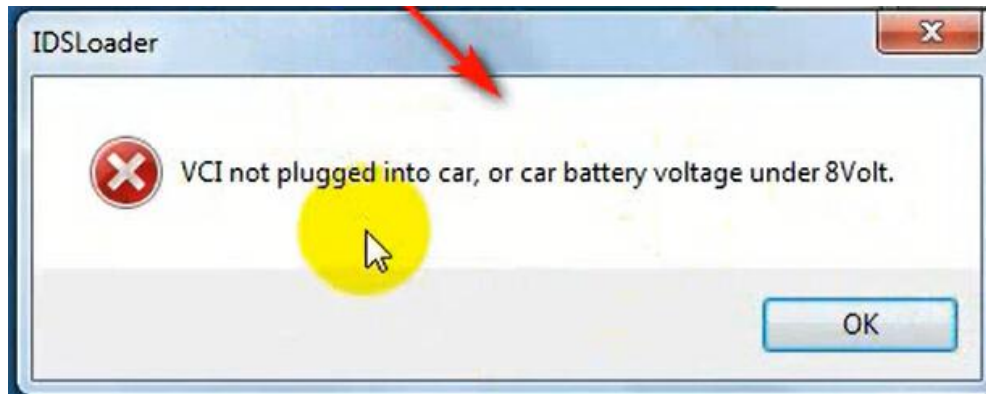 IDSLoader
VCI not plugged into car, or car battery voltage under 8Volt.
OK